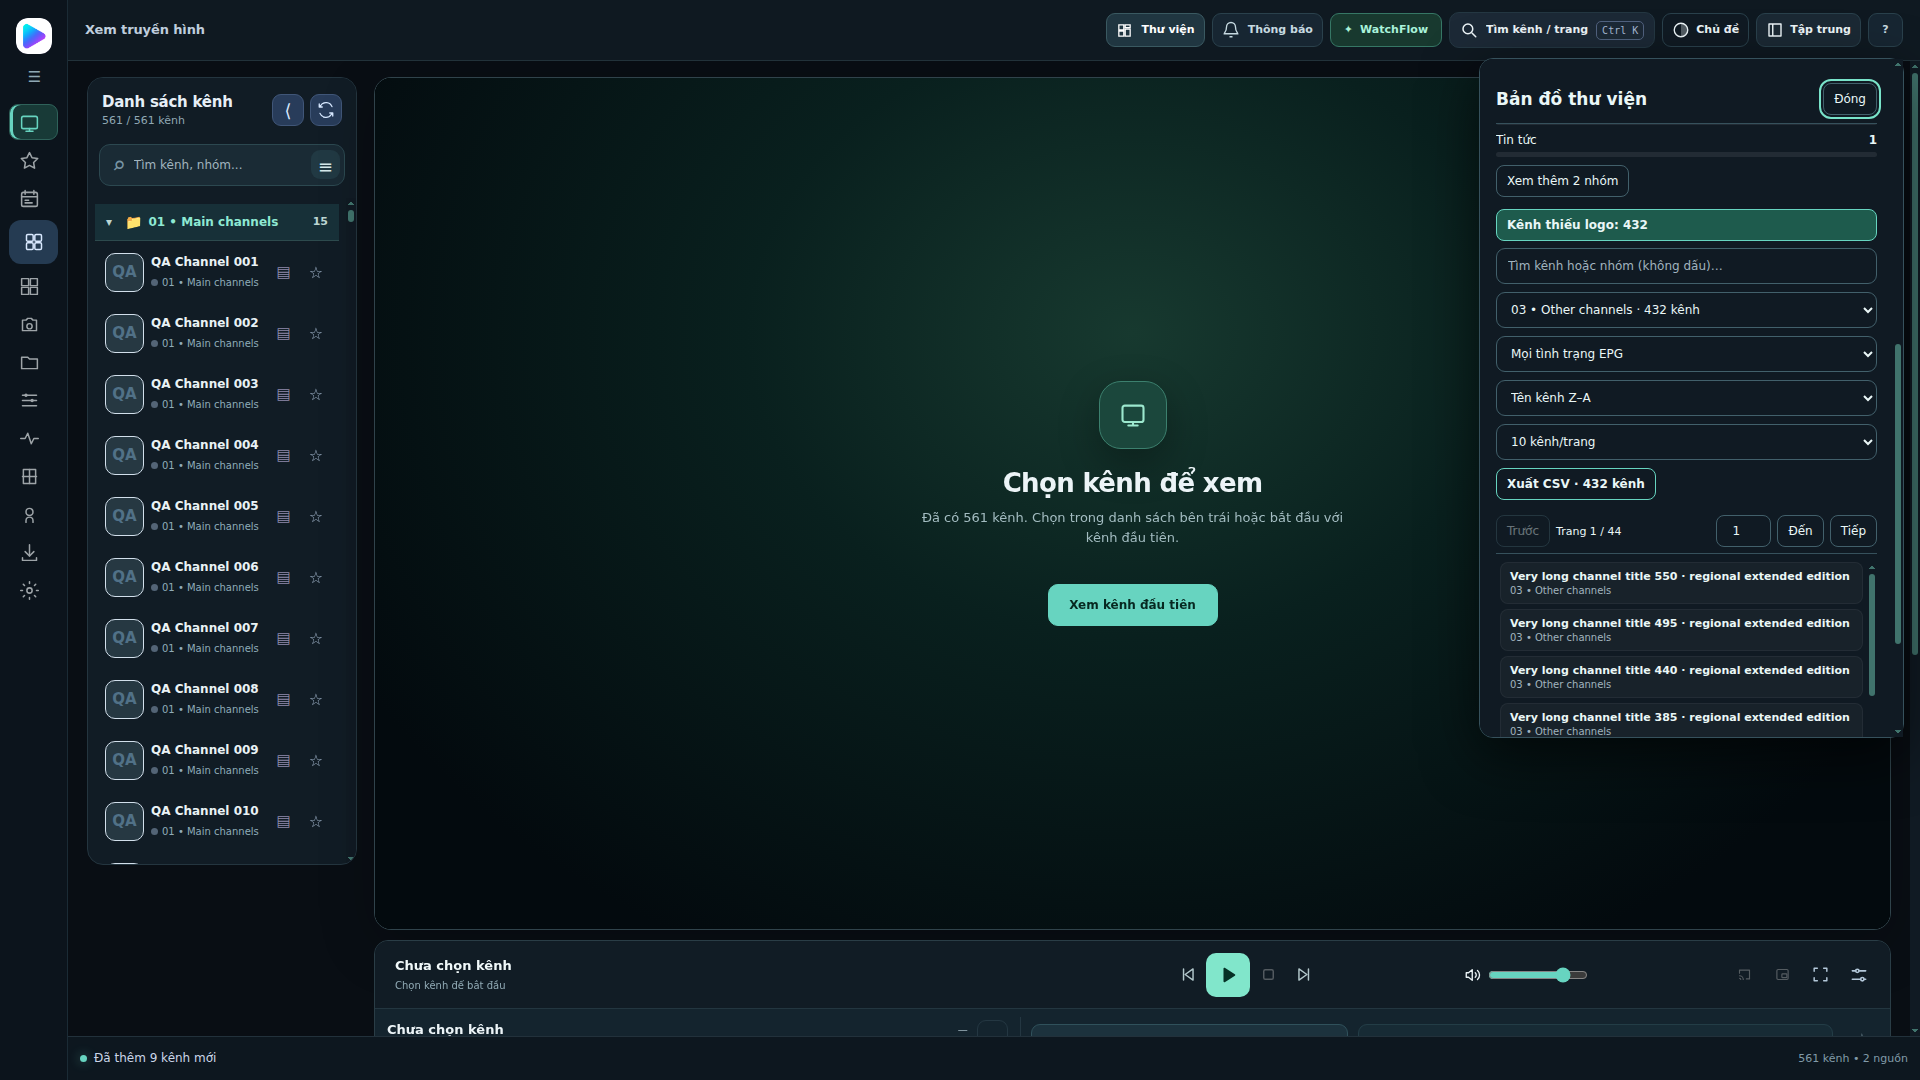 Xem truyền hình
Thư viện
Thông báo
WatchFlow
Tìm kênh / trang
Ctrl K
Chủ đề
Tập trung
?
Danh sách kênh
561 / 561 kênh
Tìm kênh, nhóm...
01 • Main channels
15
QA
QA Channel 001
01 • Main channels
QA
QA Channel 002
01 • Main channels
QA
QA Channel 003
01 • Main channels
QA
QA Channel 004
01 • Main channels
QA
QA Channel 005
01 • Main channels
QA
QA Channel 006
01 • Main channels
QA
QA Channel 007
01 • Main channels
QA
QA Channel 008
01 • Main channels
QA
QA Channel 009
01 • Main channels
QA
QA Channel 010
01 • Main channels
Chọn kênh để xem
Đã có 561 kênh. Chọn trong danh sách bên trái hoặc bắt đầu với
kênh đầu tiên.
Xem kênh đầu tiên
Bản đồ thư viện
Đóng
Tin tức
1
Xem thêm 2 nhóm
Kênh thiếu logo: 432
Tìm kênh hoặc nhóm (không dấu)...
03 • Other channels · 432 kênh
Mọi tình trạng EPG
Tên kênh Z–A
10 kênh/trang
Xuất CSV · 432 kênh
Trước
Trang 1 / 44
1
Đến
Tiếp
Very long channel title 550 · regional extended edition
03 • Other channels
Very long channel title 495 · regional extended edition
03 • Other channels
Very long channel title 440 · regional extended edition
03 • Other channels
Very long channel title 385 · regional extended edition
03 • Other channels
Chưa chọn kênh
Chọn kênh để bắt đầu
Chưa chọn kênh
—
Đã thêm 9 kênh mới
561 kênh • 2 nguồn